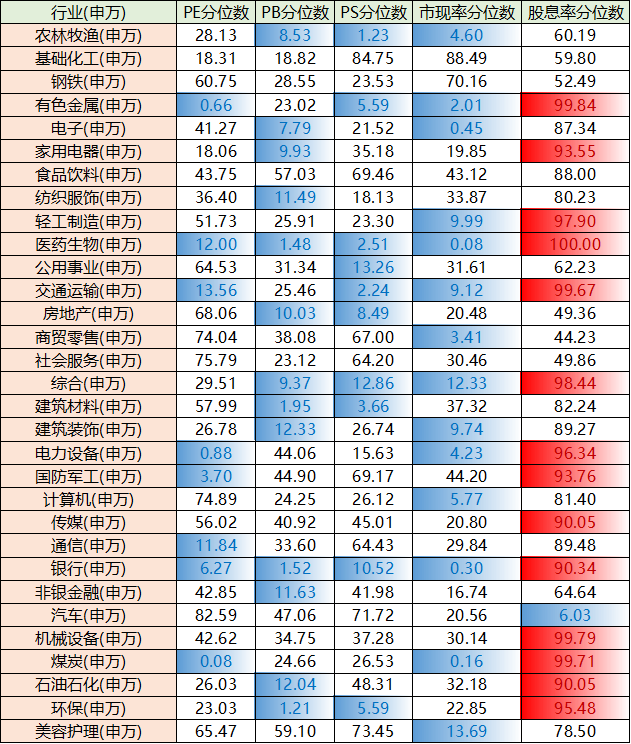 行业(申万) PE分位数 PB分位数 PS分位数 市现率分位数 股息率分位数
农林牧渔(申万) 28.13 8.53 1.23 4.60 60.19
基础化工(申万) 18.31 18.82 84.75 88.49 59.80
钢铁(申万) 60.75 28.55 23.53 70.16 52.49
有色金属(申万) 0.66 23.02 5.59 2.01 99.84
电子(申万) 41.27 7.79 21.52 0.45 87.34
家用电器(申万) 18.06 9.93 35.18 19.85 93.55
食品饮料(申万) 43.75 57.03 69.46 43.12 88.00
纺织服饰(申万) 36.40 11.49 18.13 33.87 80.23
轻工制造(申万) 51.73 25.91 23.30 9.99 97.90
医药生物(申万) 12.00 1.48 2.51 0.08 100.00
公用事业(申万) 64.53 31.34 13.26 31.61 62.23
交通运输(申万) 13.56 25.46 2.24 9.12 99.67
房地产(申万) 68.06 10.03 8.49 20.48 49.36
商贸零售(申万) 74.04 38.08 67.00 3.41 44.23
社会服务(申万) 75.79 23.12 64.20 30.46 49.86
综合(申万) 29.51 9.37 12.86 12.33 98.44
建筑材料(申万) 57.99 1.95 3.66 37.32 82.24
建筑装饰(申万) 26.78 12.33 26.74 9.74 89.27
电力设备(申万) 0.88 44.06 15.63 4.23 96.34
国防军工(申万) 3.70 44.90 69.17 44.20 93.76
计算机(申万) 74.89 24.25 26.12 5.77 81.40
传媒(申万) 56.02 40.92 45.01 20.80 90.05
通信(申万) 11.84 33.60 64.43 29.84 89.48
银行(申万) 6.27 1.52 10.52 0.30 90.34
非银金融(申万) 42.85 11.63 41.98 16.74 64.64
汽车(申万) 82.59 47.06 71.72 20.56 6.03
机械设备(申万) 42.62 34.75 37.28 30.14 99.79
煤炭(申万) 0.08 24.66 26.53 0.16 99.71
石油石化(申万) 26.03 12.04 48.31 32.18 90.05
环保(申万) 23.03 1.21 5.59 22.85 95.48
美容护理(申万) 65.47 59.10 73.45 13.69 78.50